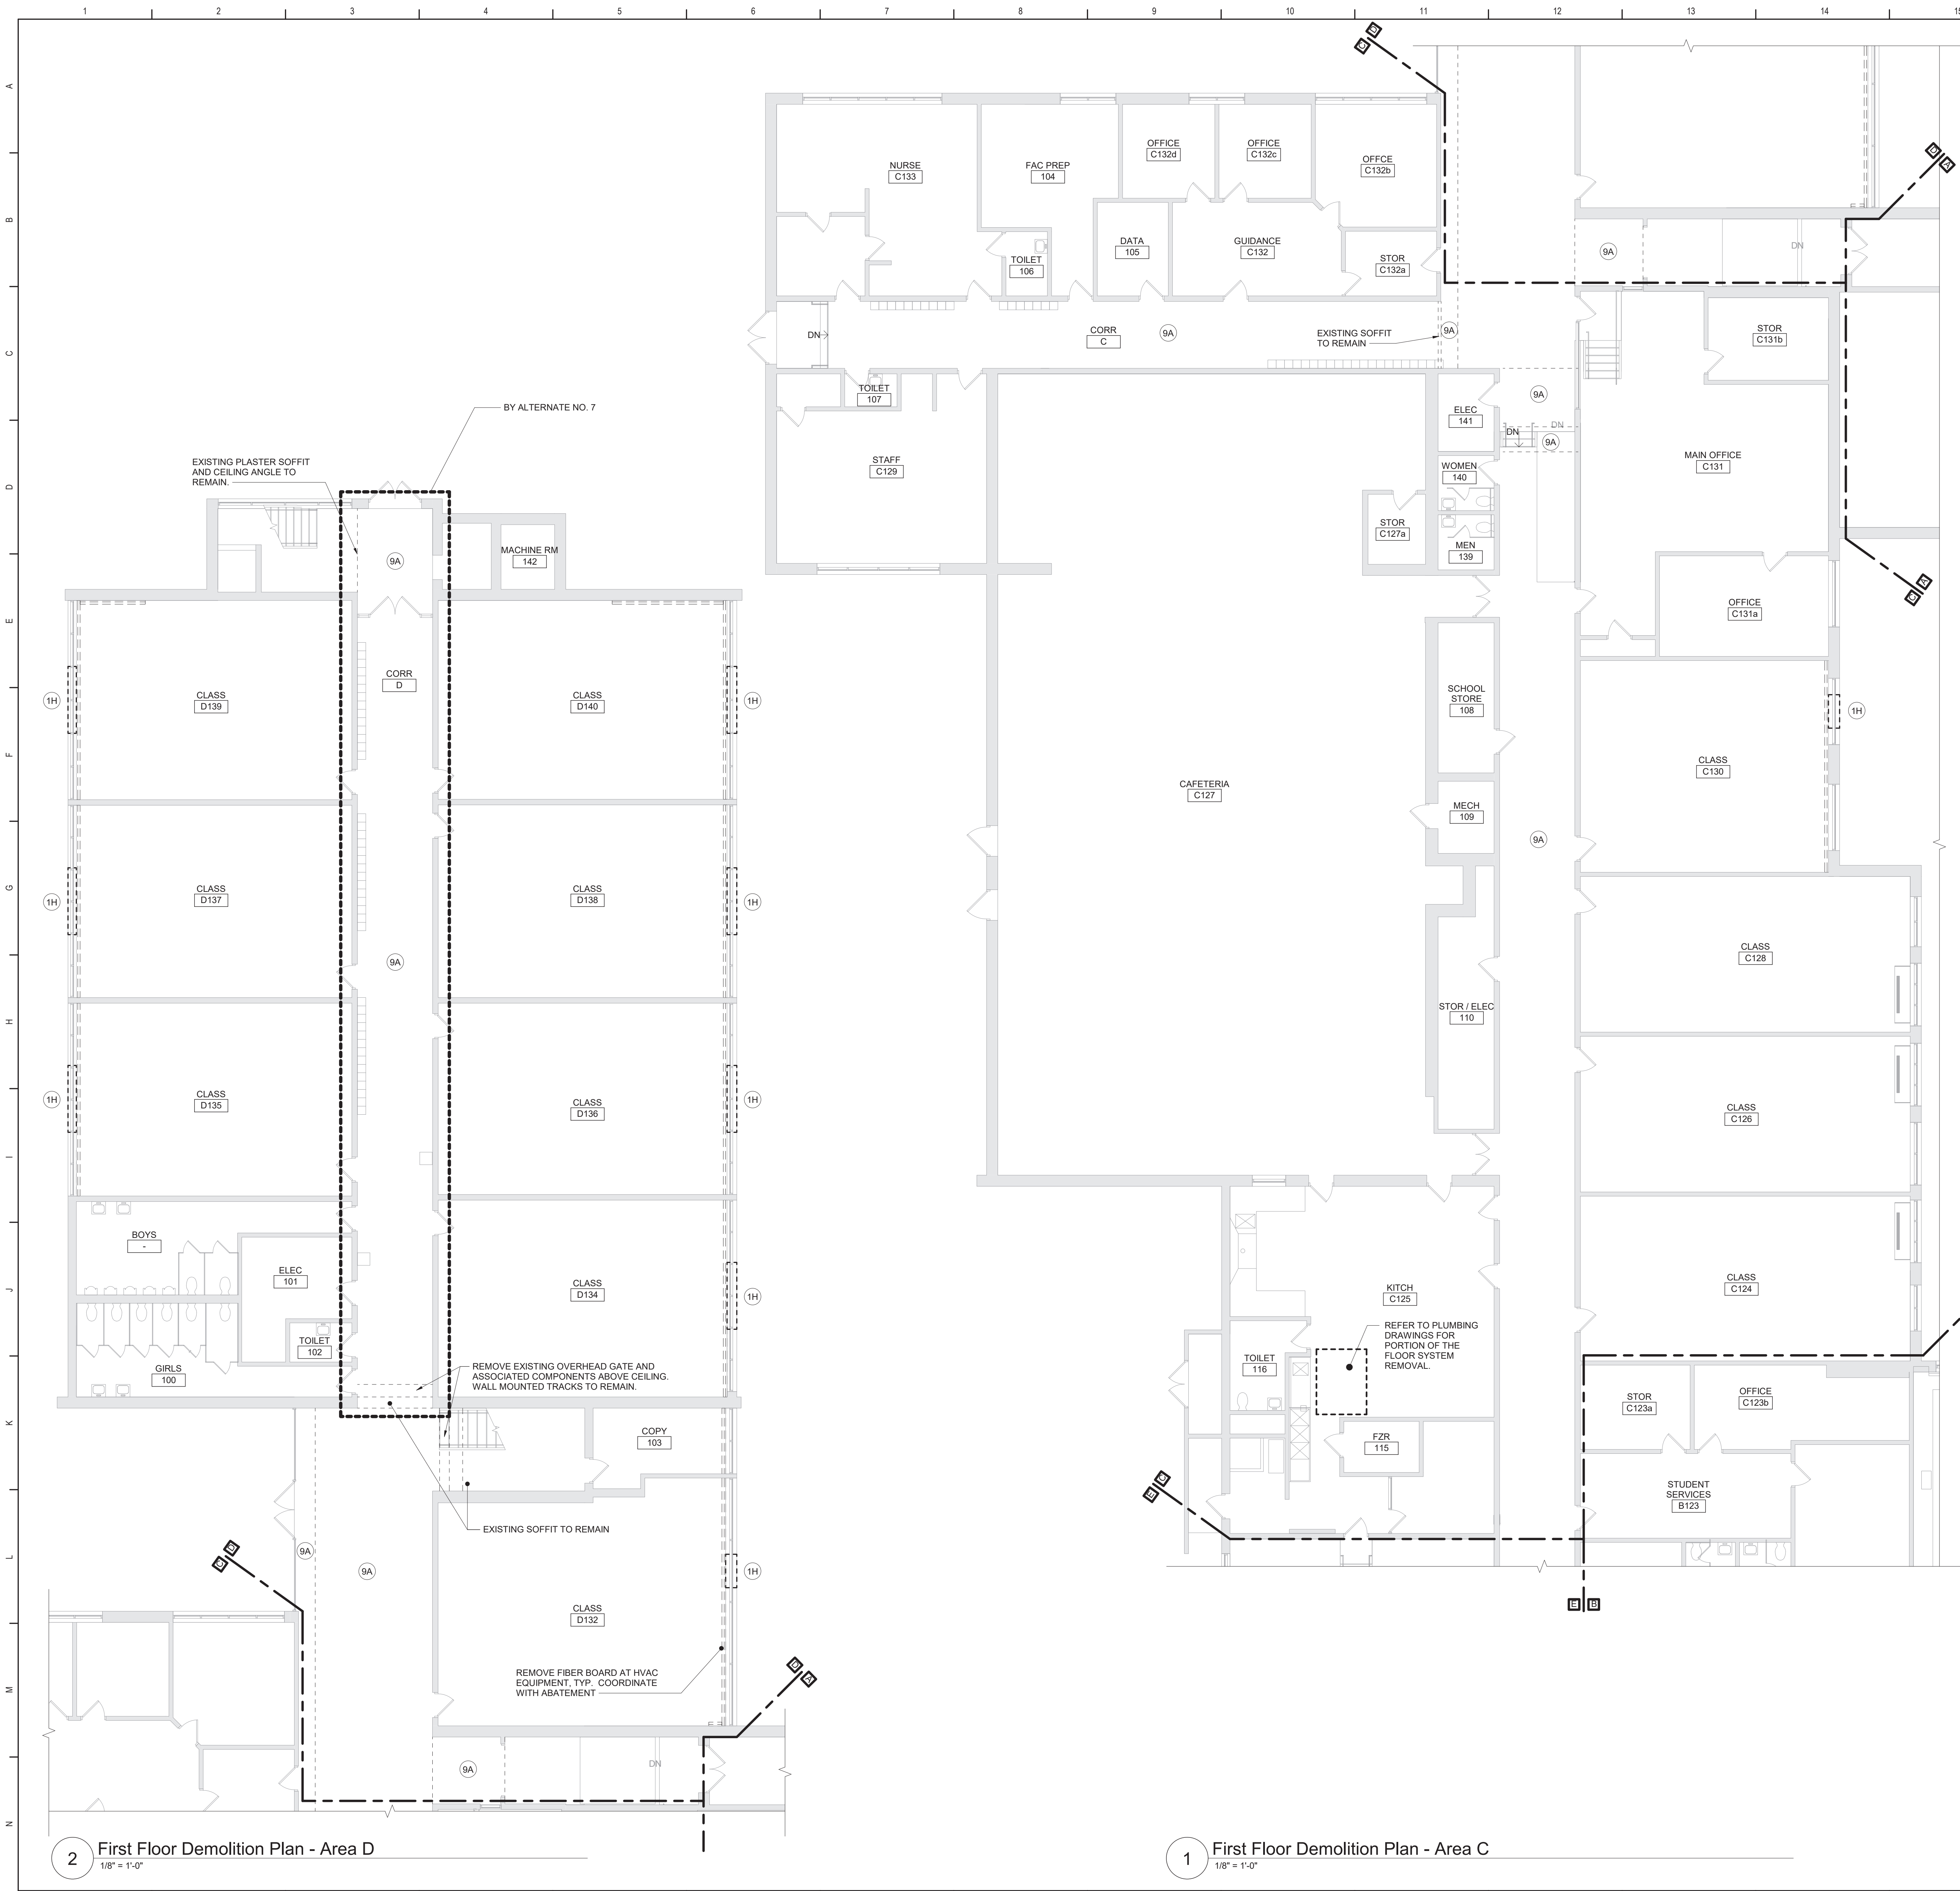 1 2 3 4 5 6 7 8 9 10 11 12 13 14 15
A
B
C
D
E
F
G
H
I
J
K
L
M
N
BY ALTERNATE NO. 7
EXISTING PLASTER SOFFIT
AND CEILING ANGLE TO
REMAIN.
9A
MACHINE RM
142
CORR
D
1H
CLASS
D139
CLASS
D140
1H
1H
CLASS
D137
CLASS
D138
1H
9A
1H
CLASS
D135
CLASS
D136
1H
BOYS
-
ELEC
101
CLASS
D134
1H
TOILET
102
GIRLS
100
REMOVE EXISTING OVERHEAD GATE AND
ASSOCIATED COMPONENTS ABOVE CEILING.
WALL MOUNTED TRACKS TO REMAIN.
COPY
103
EXISTING SOFFIT TO REMAIN
C
D
9A
9A
1H
CLASS
D132
REMOVE FIBER BOARD AT HVAC
EQUIPMENT, TYP. COORDINATE
WITH ABATEMENT
D
A
9A
DN
2
First Floor Demolition Plan - Area D
1/8" = 1'-0"
C
D
NURSE
C133
FAC PREP
104
OFFICE
C132d
OFFICE
C132c
OFFCE
C132b
D
A
TOILET
106
DATA
105
GUIDANCE
C132
STOR
C132a
9A
DN
DN
CORR
C
9A
EXISTING SOFFIT
TO REMAIN
9A
STOR
C131b
TOILET
107
ELEC
141
9A
DN
DN
9A
STAFF
C129
WOMEN
140
MAIN OFFICE
C131
STOR
C127a
MEN
139
C
A
OFFICE
C131a
SCHOOL
STORE
108
CLASS
C130
1H
CAFETERIA
C127
MECH
109
9A
CLASS
C128
STOR / ELEC
110
CLASS
C126
KITCH
C125
CLASS
C124
REFER TO PLUMBING
DRAWINGS FOR
PORTION OF THE
FLOOR SYSTEM
REMOVAL.
TOILET
116
STOR
C123a
OFFICE
C123b
FZR
115
STUDENT
SERVICES
B123
E
C
E
B
1
First Floor Demolition Plan - Area C
1/8" = 1'-0"